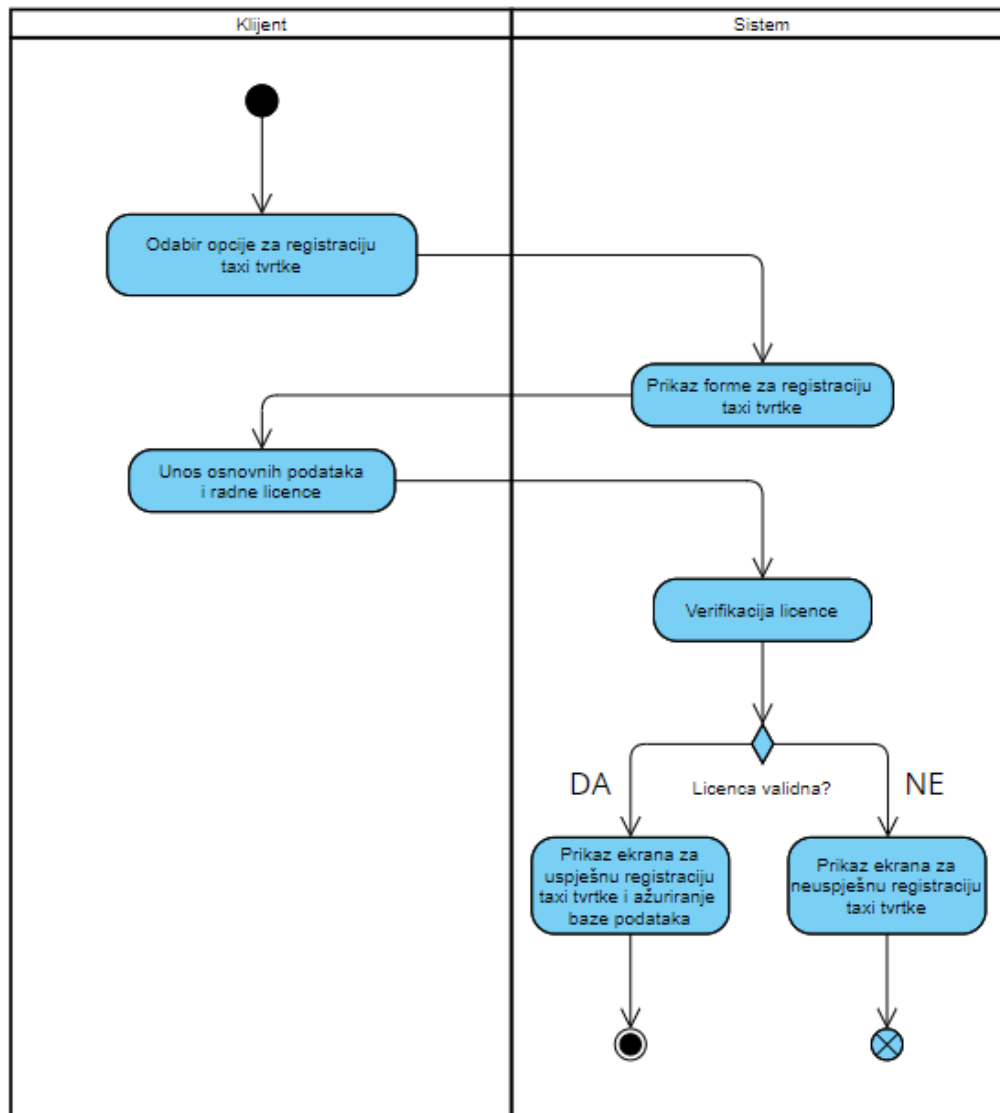 Klijent
Sistem
Odabir opcije za registraciju
taxi tvrtke
Prikaz forme za registraciju
taxi tvrtke
Unos osnovnih podataka
i radne licence
Verifikacija licence
DA
Licenca validna?
NE
Prikaz ekrana za
uspješnu registraciju
taxi tvrtke i ažuriranje
baze podataka
Prikaz ekrana za
neuspješnu registraciju
taxi tvrtke